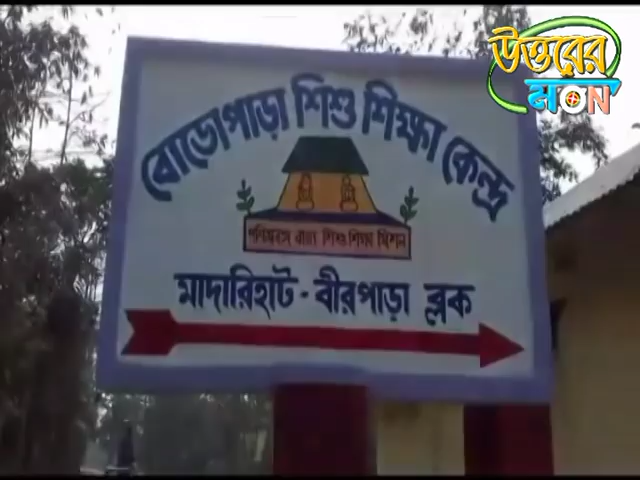 উত্তরের
মন
বোড়োপাড়া শিশু শিক্ষা কেন্দ্র
পশ্চিমবঙ্গ রাজ্য শিশু শিক্ষা মিশন
মাদারিহাট - বীরপাড়া ব্লক